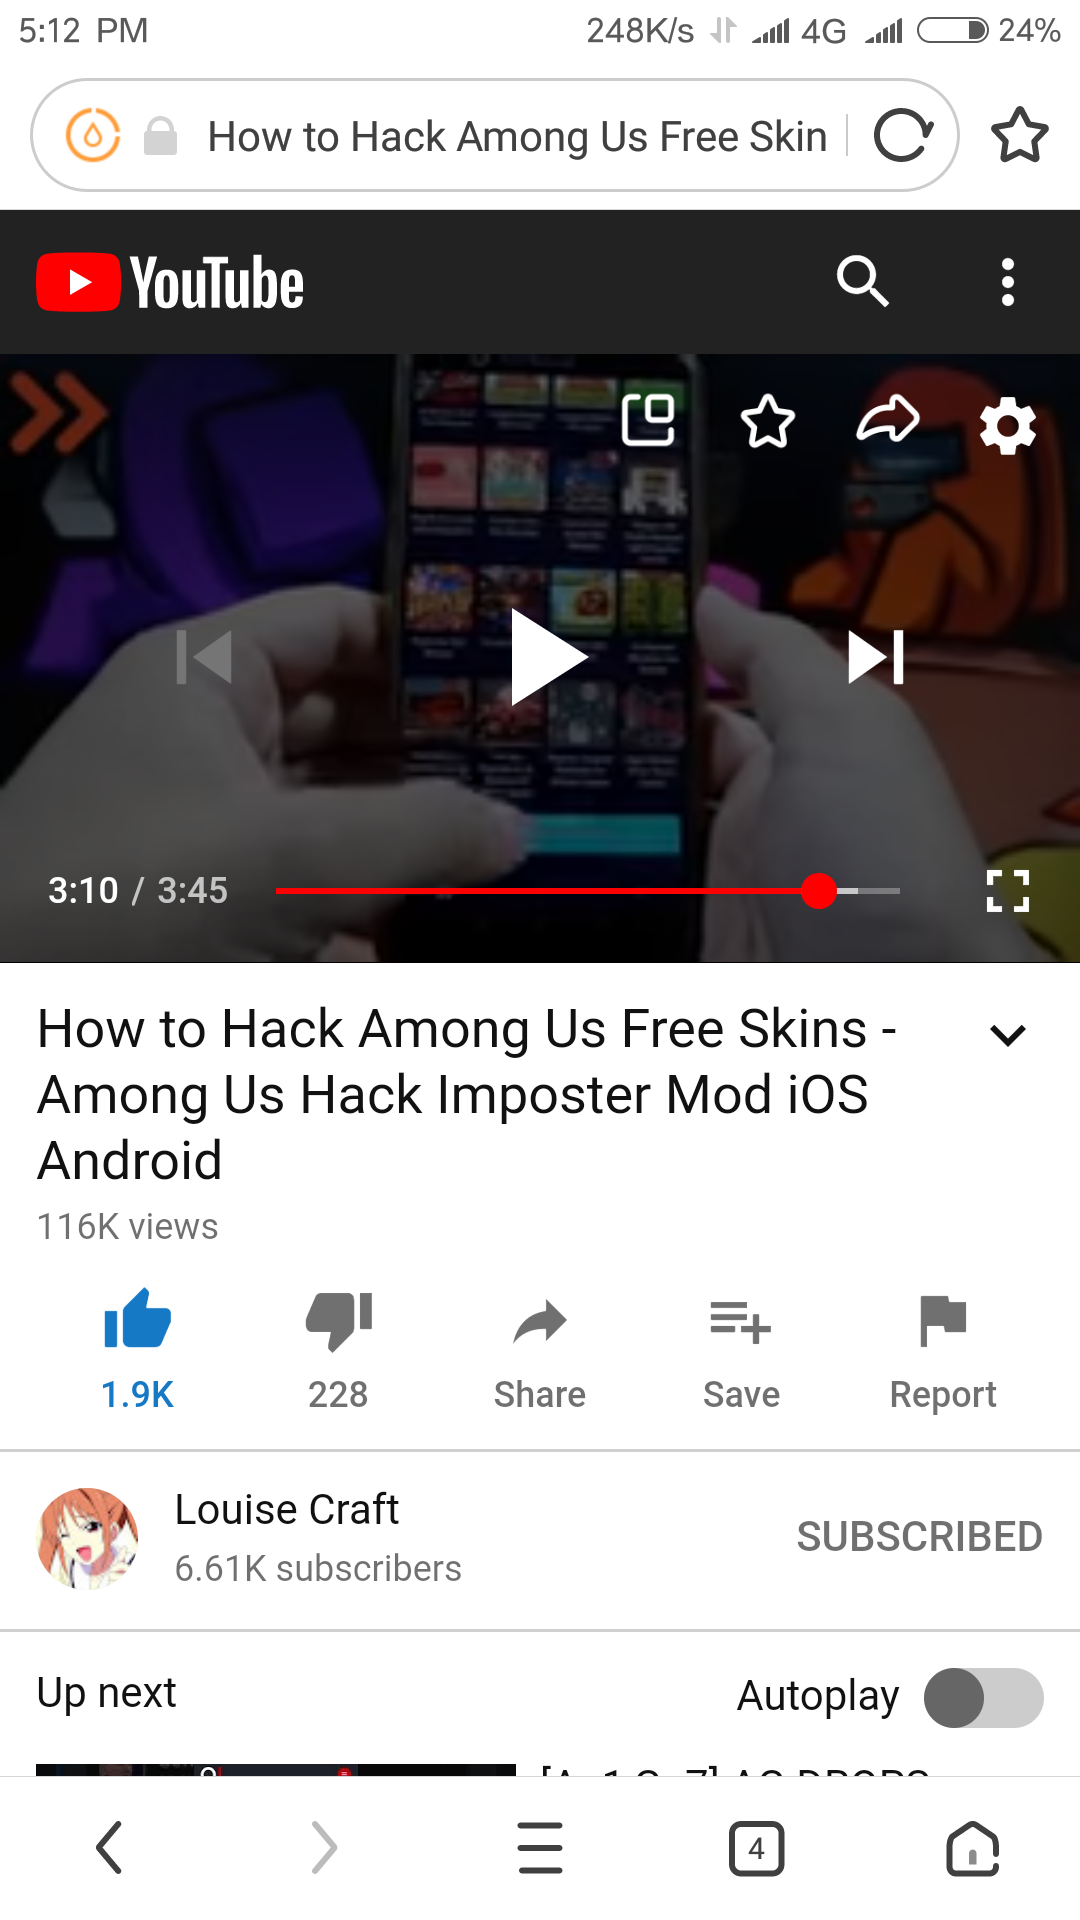 5:12 PM 248K/s 4G 24%
How to Hack Among Us Free Skin
YouTube
3:10 / 3:45
How to Hack Among Us Free Skins -
Among Us Hack Imposter Mod iOS
Android
116K views
1.9K 228 Share Save Report
Louise Craft
6.61K subscribers
SUBSCRIBED
Up next Autoplay
4